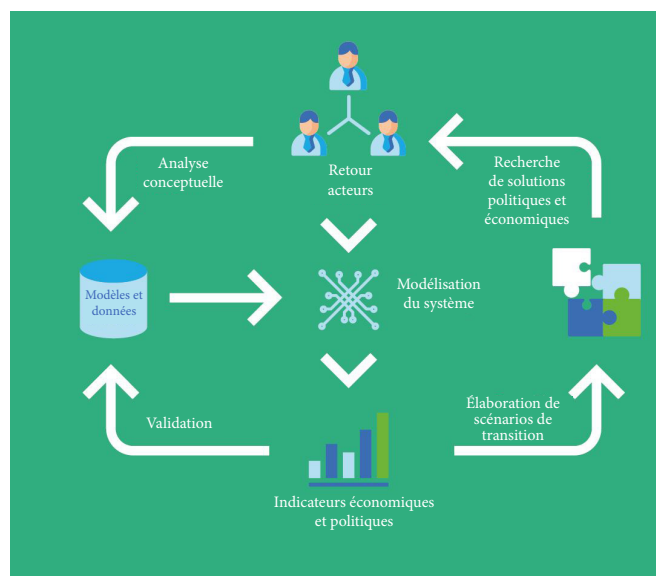 Retour
acteurs
Analyse
conceptuelle
Recherche
de solutions
politiques et
économiques
Modèles et
données
Modélisation
du système
Validation
Élaboration de
scénarios de
transition
Indicateurs économiques
et politiques